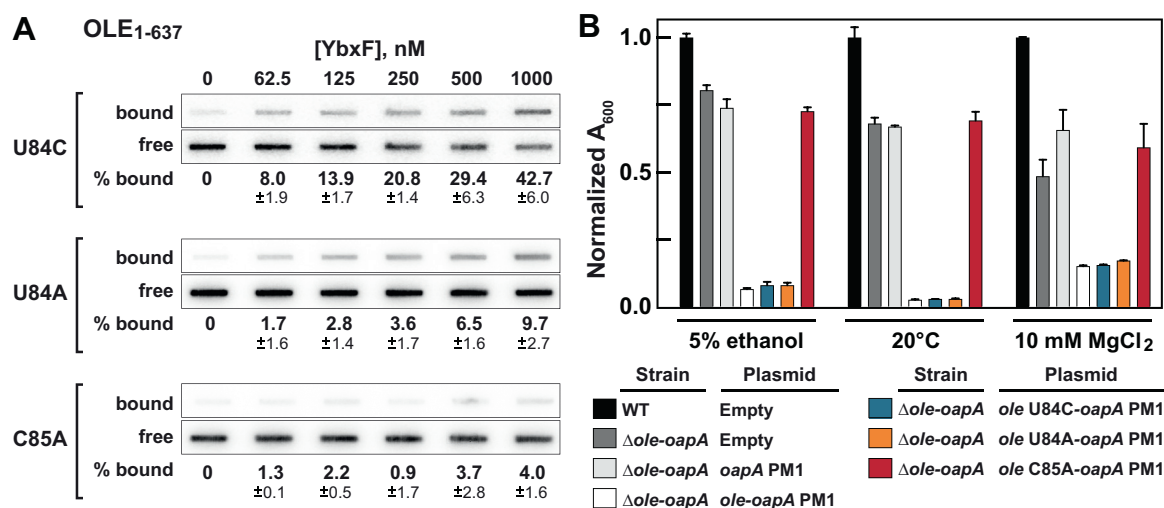 A
OLE1-637
[YbxF], nM
0 62.5 125 250 500 1000
U84C
bound
free
% bound 0 8.0 13.9 20.8 29.4 42.7
±1.9 ±1.7 ±1.4 ±6.3 ±6.0
U84A
bound
free
% bound 0 1.7 2.8 3.6 6.5 9.7
±1.6 ±1.4 ±1.7 ±1.6 ±2.7
C85A
bound
free
% bound 0 1.3 2.2 0.9 3.7 4.0
±0.1 ±0.5 ±1.7 ±2.8 ±1.6
B
Normalized A600
1.0
0.5
0.0
5% ethanol 20°C 10 mM MgCl2
Strain Plasmid
WT Empty
Δole-oapA Empty
Δole-oapA oapA PM1
Δole-oapA ole-oapA PM1
Strain Plasmid
Δole-oapA ole U84C-oapA PM1
Δole-oapA ole U84A-oapA PM1
Δole-oapA ole C85A-oapA PM1